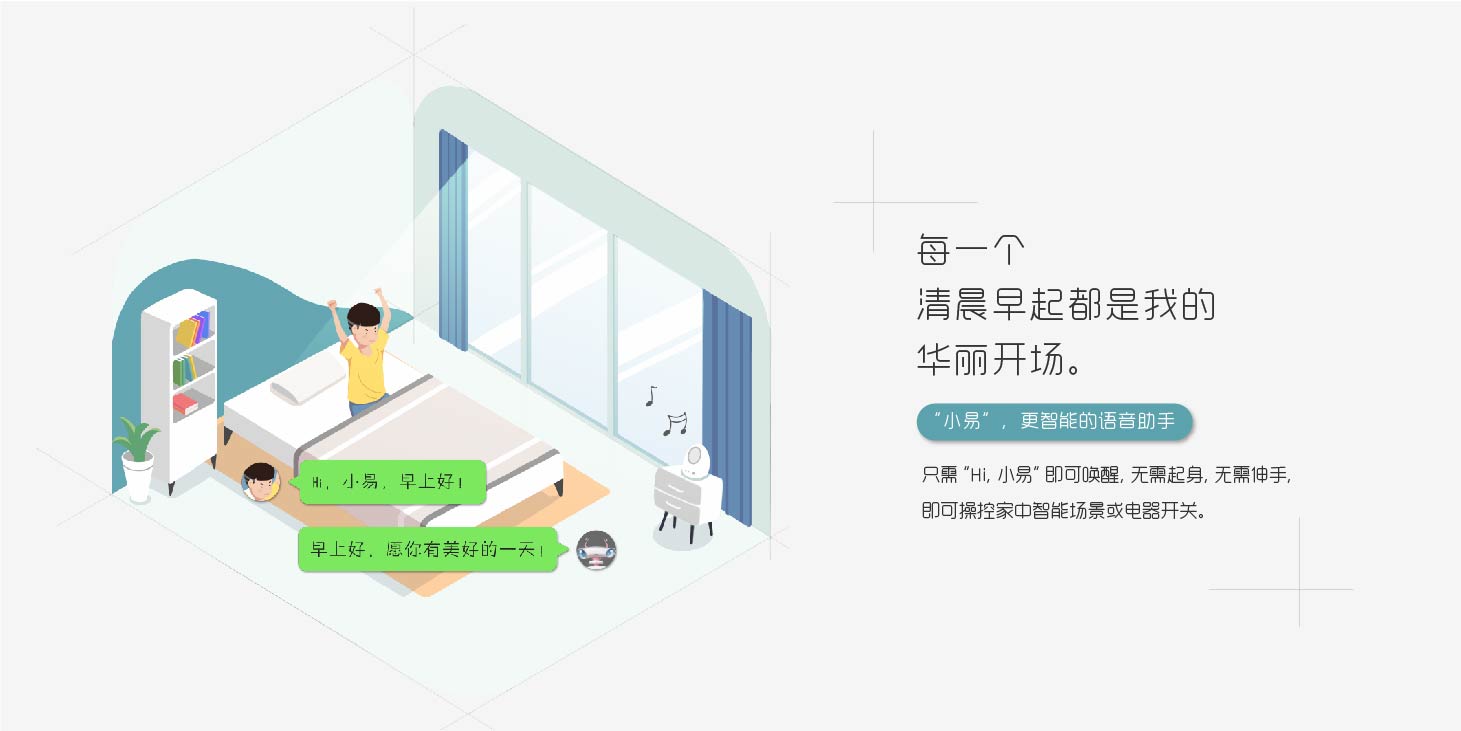 每一个
清晨早起都是我的
华丽开场。
“小易”，更智能的语音助手
只需“Hi, 小易”即可唤醒, 无需起身, 无需伸手,
即可操控家中智能场景或电器开关。
Hi，小易，早上好！
早上好，愿你有美好的一天！